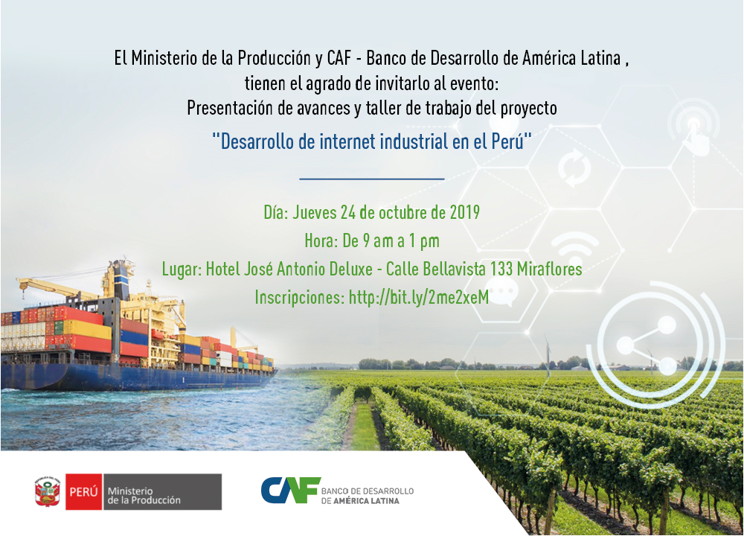 El Ministerio de la Producción y CAF - Banco de Desarrollo de América Latina ,
tienen el agrado de invitarlo al evento:
Presentación de avances y taller de trabajo del proyecto
"Desarrollo de internet industrial en el Perú"
Día: Jueves 24 de octubre de 2019
Hora: De 9 am a 1 pm
Lugar: Hotel José Antonio Deluxe - Calle Bellavista 133 Miraflores
Inscripciones: http://bit.ly/2me2xeM
PERÚ
Ministerio
de la Producción
CAF
BANCO DE DESARROLLO
DE AMÉRICA LATINA